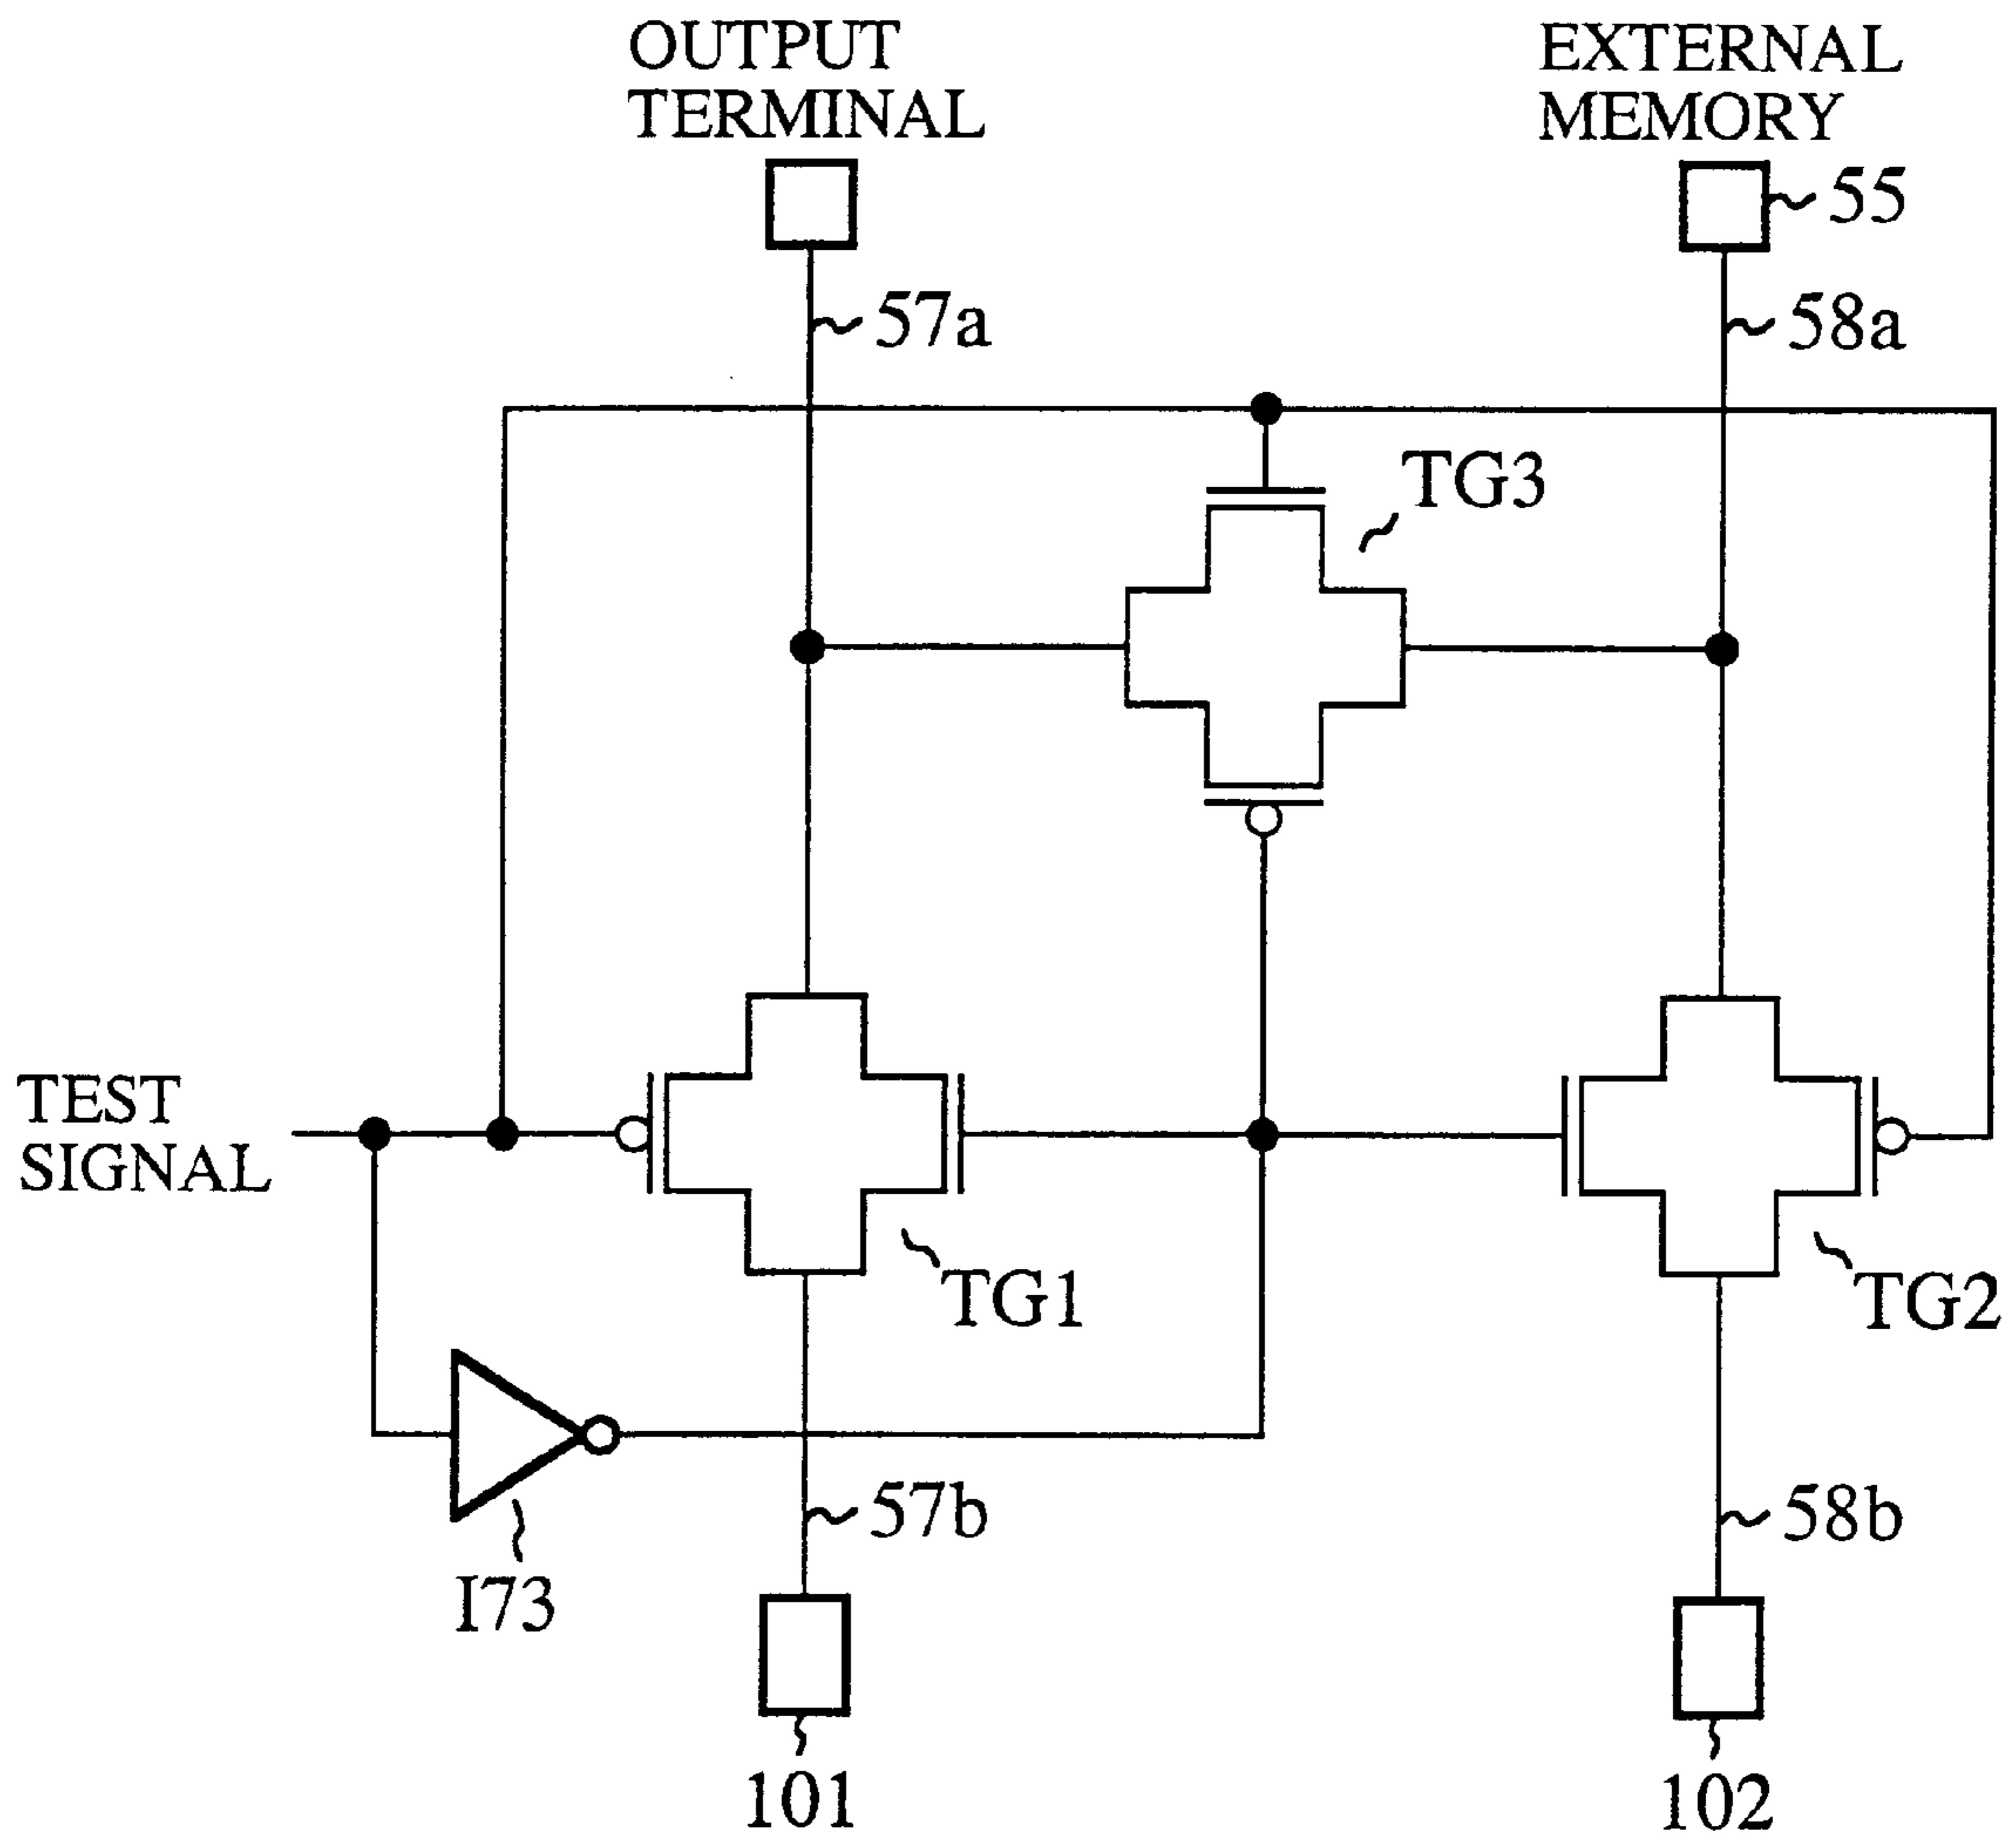 OUTPUT
TERMINAL
EXTERNAL
MEMORY
55
57a
58a
TG3
TEST
SIGNAL
TG1
TG2
57b
58b
I73
101
102